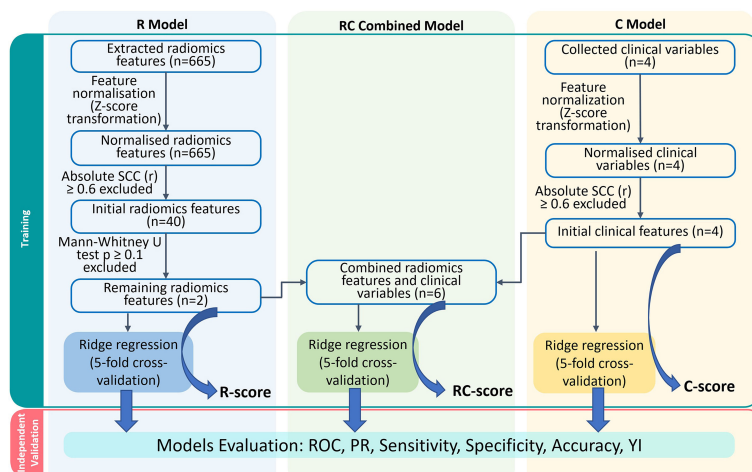 R Model
RC Combined Model
C Model
Training
Extracted radiomics
features (n=665)
Feature
normalisation
(Z-score
transformation)
Normalised radiomics
features (n=665)
Absolute SCC (r)
≥ 0.6 excluded
Initial radiomics features
(n=40)
Mann-Whitney U
test p ≥ 0.1
excluded
Remaining radiomics
features (n=2)
Ridge regression
(5-fold cross-
validation)
R-score
Combined radiomics
features and clinical
variables (n=6)
Ridge regression
(5-fold cross-
validation)
RC-score
Collected clinical variables
(n=4)
Feature
normalization
(Z-score
transformation)
Normalised clinical
variables (n=4)
Absolute SCC (r)
≥ 0.6 excluded
Initial clinical features (n=4)
Ridge regression
(5-fold cross-
validation)
C-score
Independent
Validation
Models Evaluation: ROC, PR, Sensitivity, Specificity, Accuracy, YI